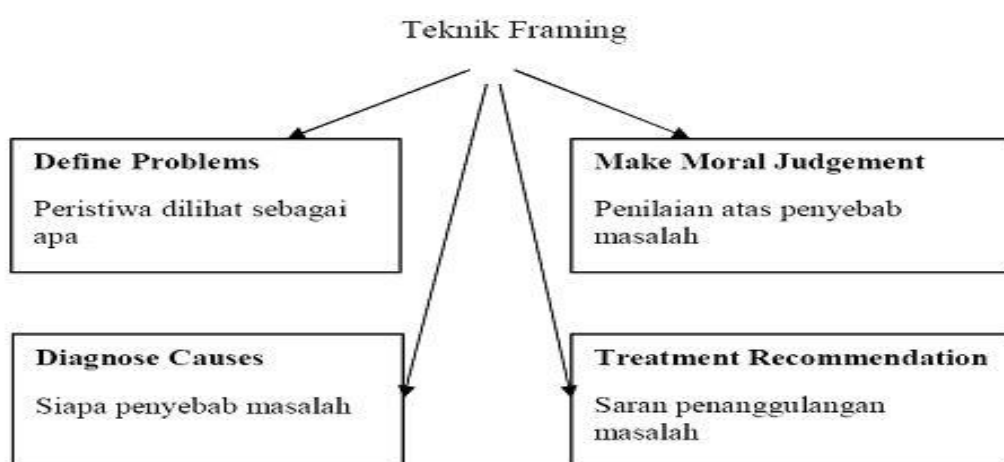 Teknik Framing
Define Problems
Peristiwa dilihat sebagai
apa
Make Moral Judgement
Penilaian atas penyebab
masalah
Diagnose Causes
Siapa penyebab masalah
Treatment Recommendation
Saran penanggulangan
masalah